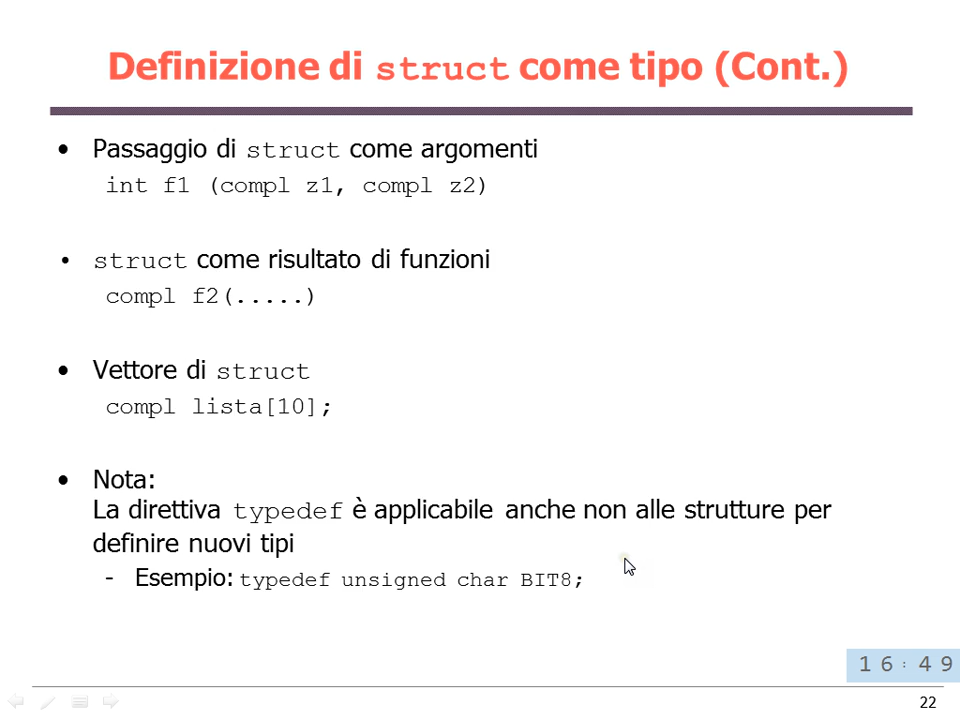 Definizione di struct come tipo (Cont.)
• Passaggio di struct come argomenti
int f1 (compl z1, compl z2)
• struct come risultato di funzioni
compl f2(.....)
• Vettore di struct
compl lista[10];
• Nota:
La direttiva typedef è applicabile anche non alle strutture per
definire nuovi tipi
- Esempio: typedef unsigned char BIT8;
16:49
22